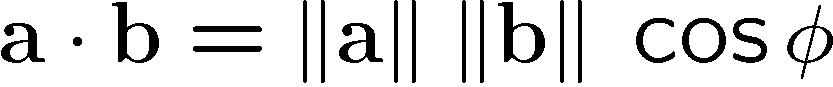 a · b = ‖a‖ ‖b‖ cos ϕ